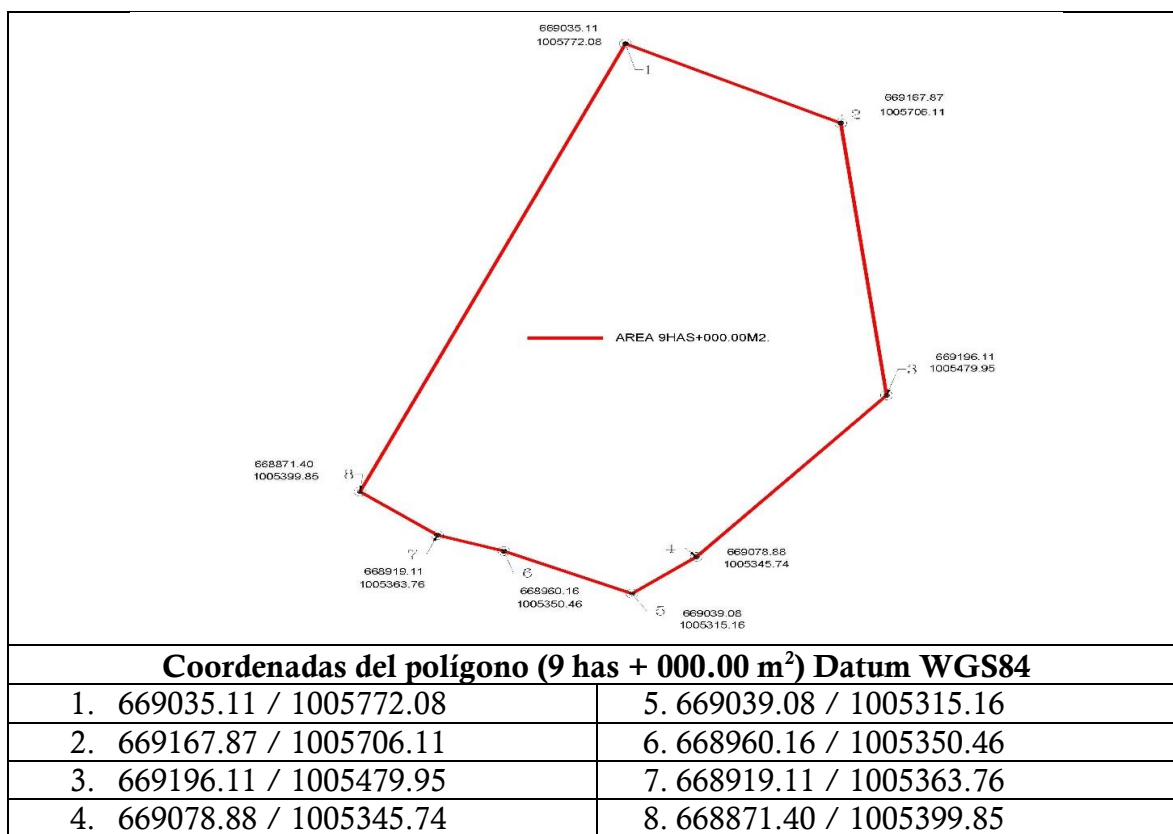 669035.11
1005772.08
1
669167.87
1005706.11
2
AREA 9HAS+000.00M2.
669196.11
1005479.95
3
668871.40
1005399.85
8
7
668919.11
1005363.76
6
668960.16
1005350.46
4
669078.88
1005345.74
5
669039.08
1005315.16
Coordenadas del polígono (9 has + 000.00 m²) Datum WGS84
1. 669035.11 / 1005772.08
5. 669039.08 / 1005315.16
2. 669167.87 / 1005706.11
6. 668960.16 / 1005350.46
3. 669196.11 / 1005479.95
7. 668919.11 / 1005363.76
4. 669078.88 / 1005345.74
8. 668871.40 / 1005399.85